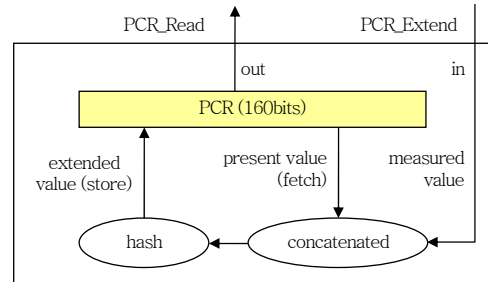 PCR_Read
PCR_Extend
out
in
PCR (160bits)
extended
value (store)
present value
(fetch)
measured
value
hash
concatenated